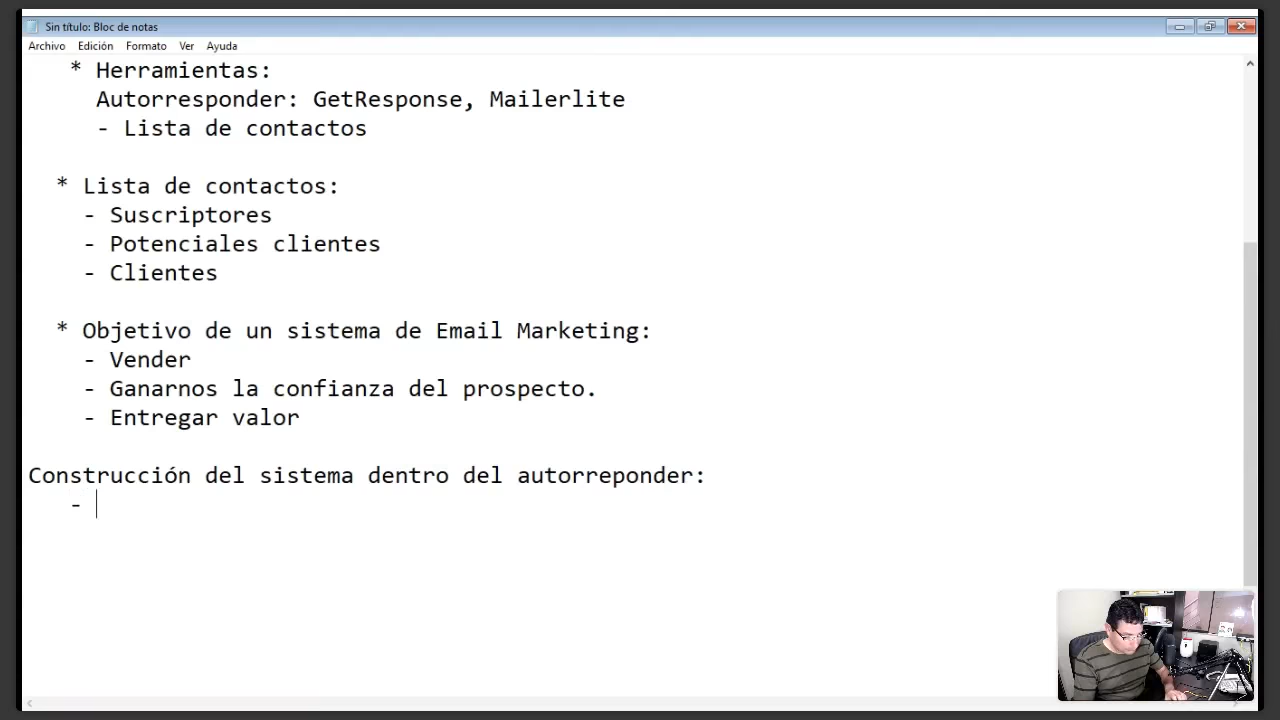 Sin título: Bloc de notas
Archivo Edición Formato Ver Ayuda
* Herramientas:
Autorresponder: GetResponse, Mailerlite
- Lista de contactos
* Lista de contactos:
- Suscriptores
- Potenciales clientes
- Clientes
* Objetivo de un sistema de Email Marketing:
- Vender
- Ganarnos la confianza del prospecto.
- Entregar valor
Construcción del sistema dentro del autorreponder:
-